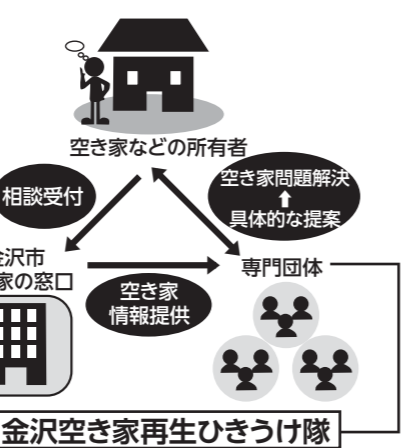 空き家などの所有者
相談受付
空き家問題解決
⬆
具体的な提案
沢市
家の窓口
専門団体
空き家
情報提供
金沢空き家再生ひきうけ隊